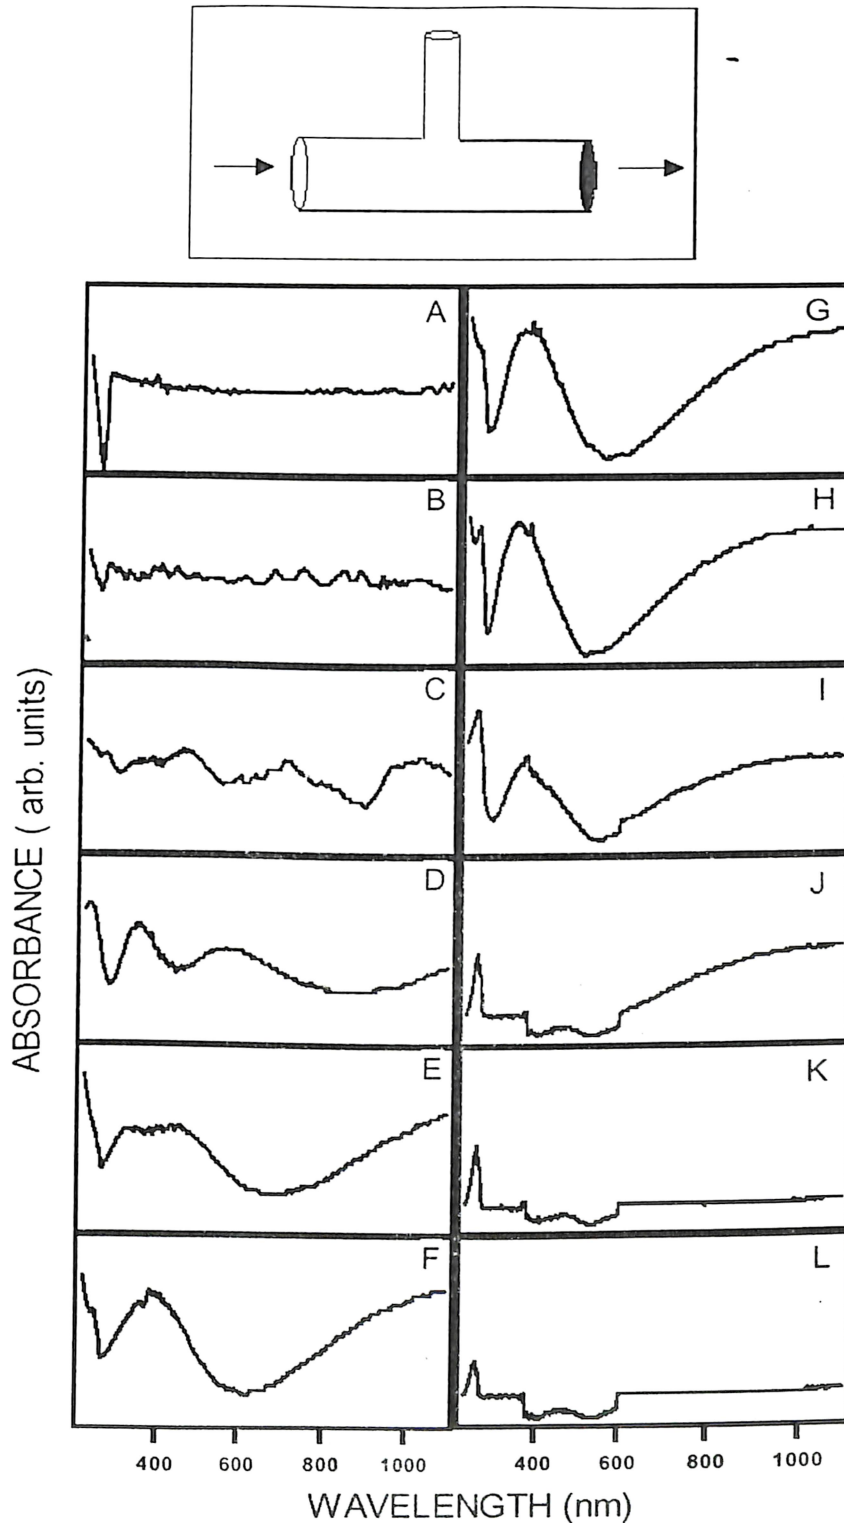 A
G
B
H
C
I
D
J
E
K
F
L
ABSORBANCE ( arb. units)
400 600 800 1000 400 600 800 1000
WAVELENGTH (nm)